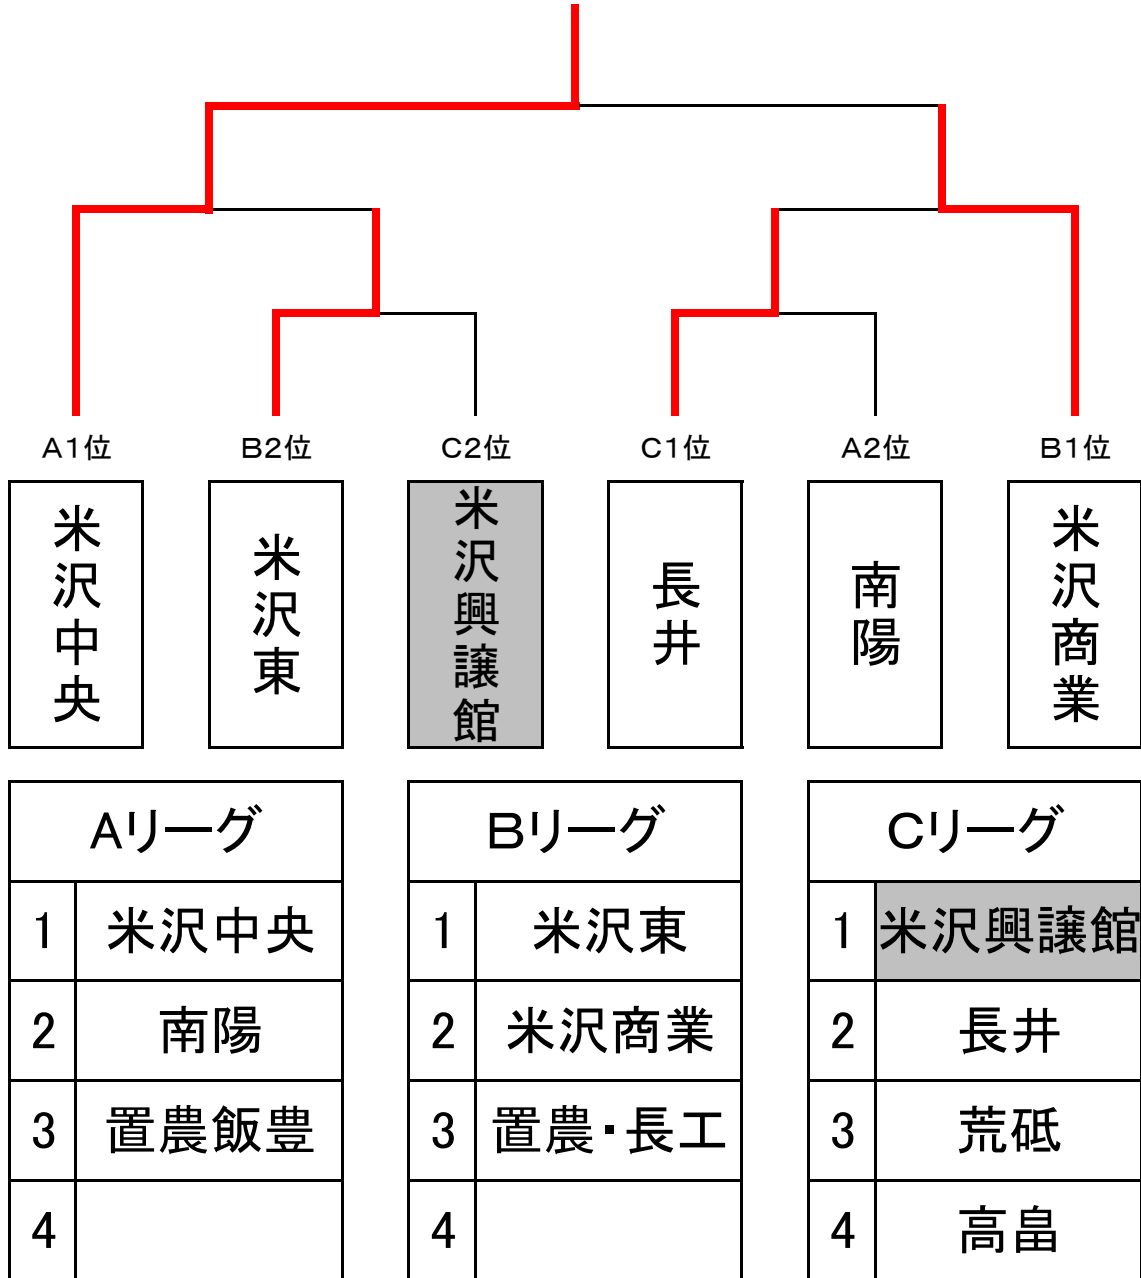 A1位 B2位 C2位 C1位 A2位 B1位
米沢中央
米沢東
米沢興譲館
長井
南陽
米沢商業
Aリーグ
1 米沢中央
2 南陽
3 置農飯豊
4
Bリーグ
1 米沢東
2 米沢商業
3 置農・長工
4
Cリーグ
1 米沢興譲館
2 長井
3 荒砥
4 高畠